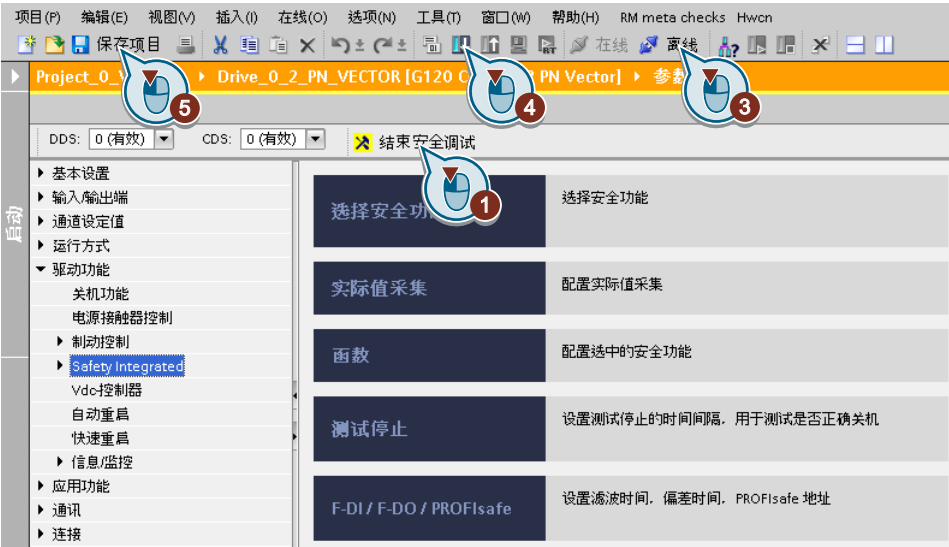 项目(P) 编辑(E) 视图(V) 插入(I) 在线(O) 选项(N) 工具(T) 窗口(W) 帮助(H) RM meta checks Hwcn
保存项目 在线 离线
Project_0_ Drive_0_2_PN_VECTOR [G120 PN Vector] 参数
5 4 3
DDS: 0 (有效) CDS: 0 (有效) 结束安全调试
1
启动
基本设置
输入/输出端
通道设定值
运行方式
驱动功能
关机功能
电源接触器控制
制动控制
Safety Integrated
Vdc控制器
自动重启
快速重启
信息/监控
应用功能
通讯
连接
选择安全功 选择安全功能
实际值采集 配置实际值采集
函数 配置选中的安全功能
测试停止 设置测试停止的时间间隔，用于测试是否正确关机
F-DI / F-DO / PROFIsafe 设置滤波时间，偏差时间，PROFIsafe 地址